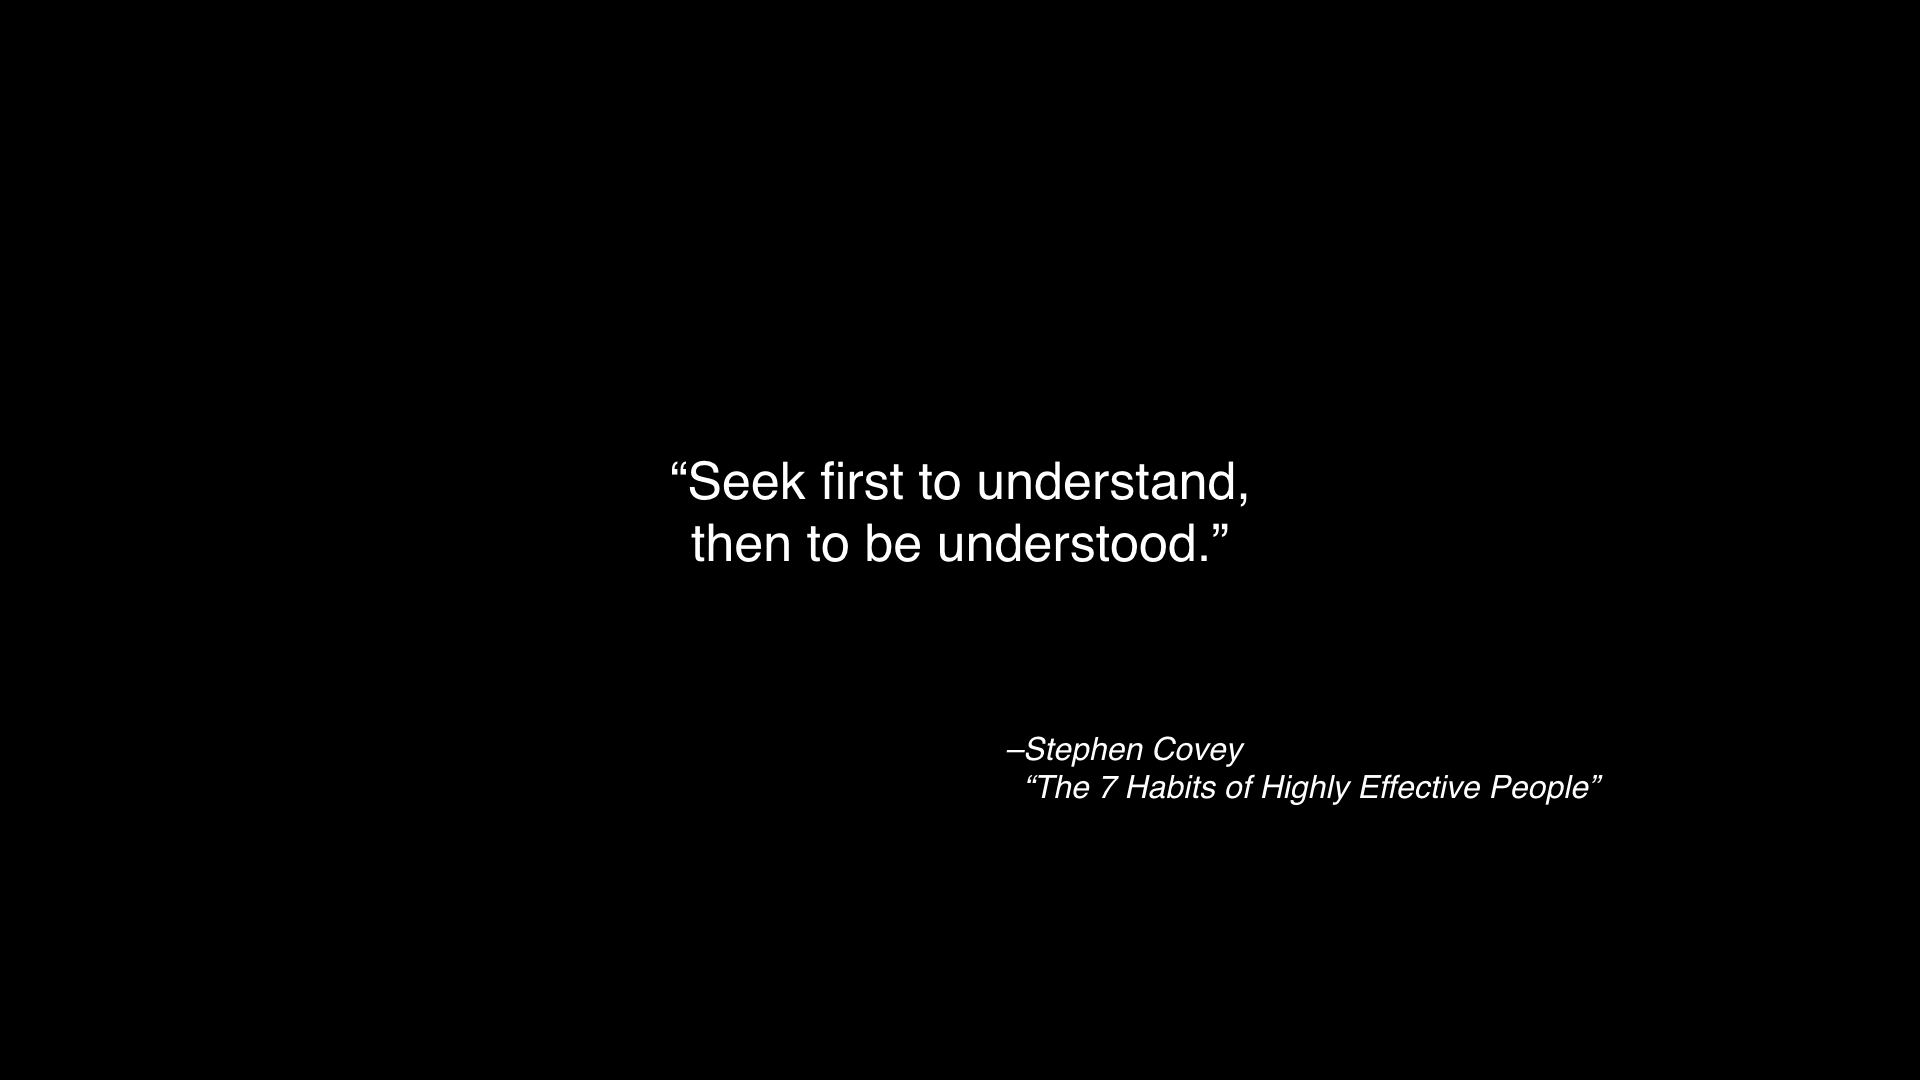 “Seek first to understand,
then to be understood.”
–Stephen Covey
“The 7 Habits of Highly Effective People”